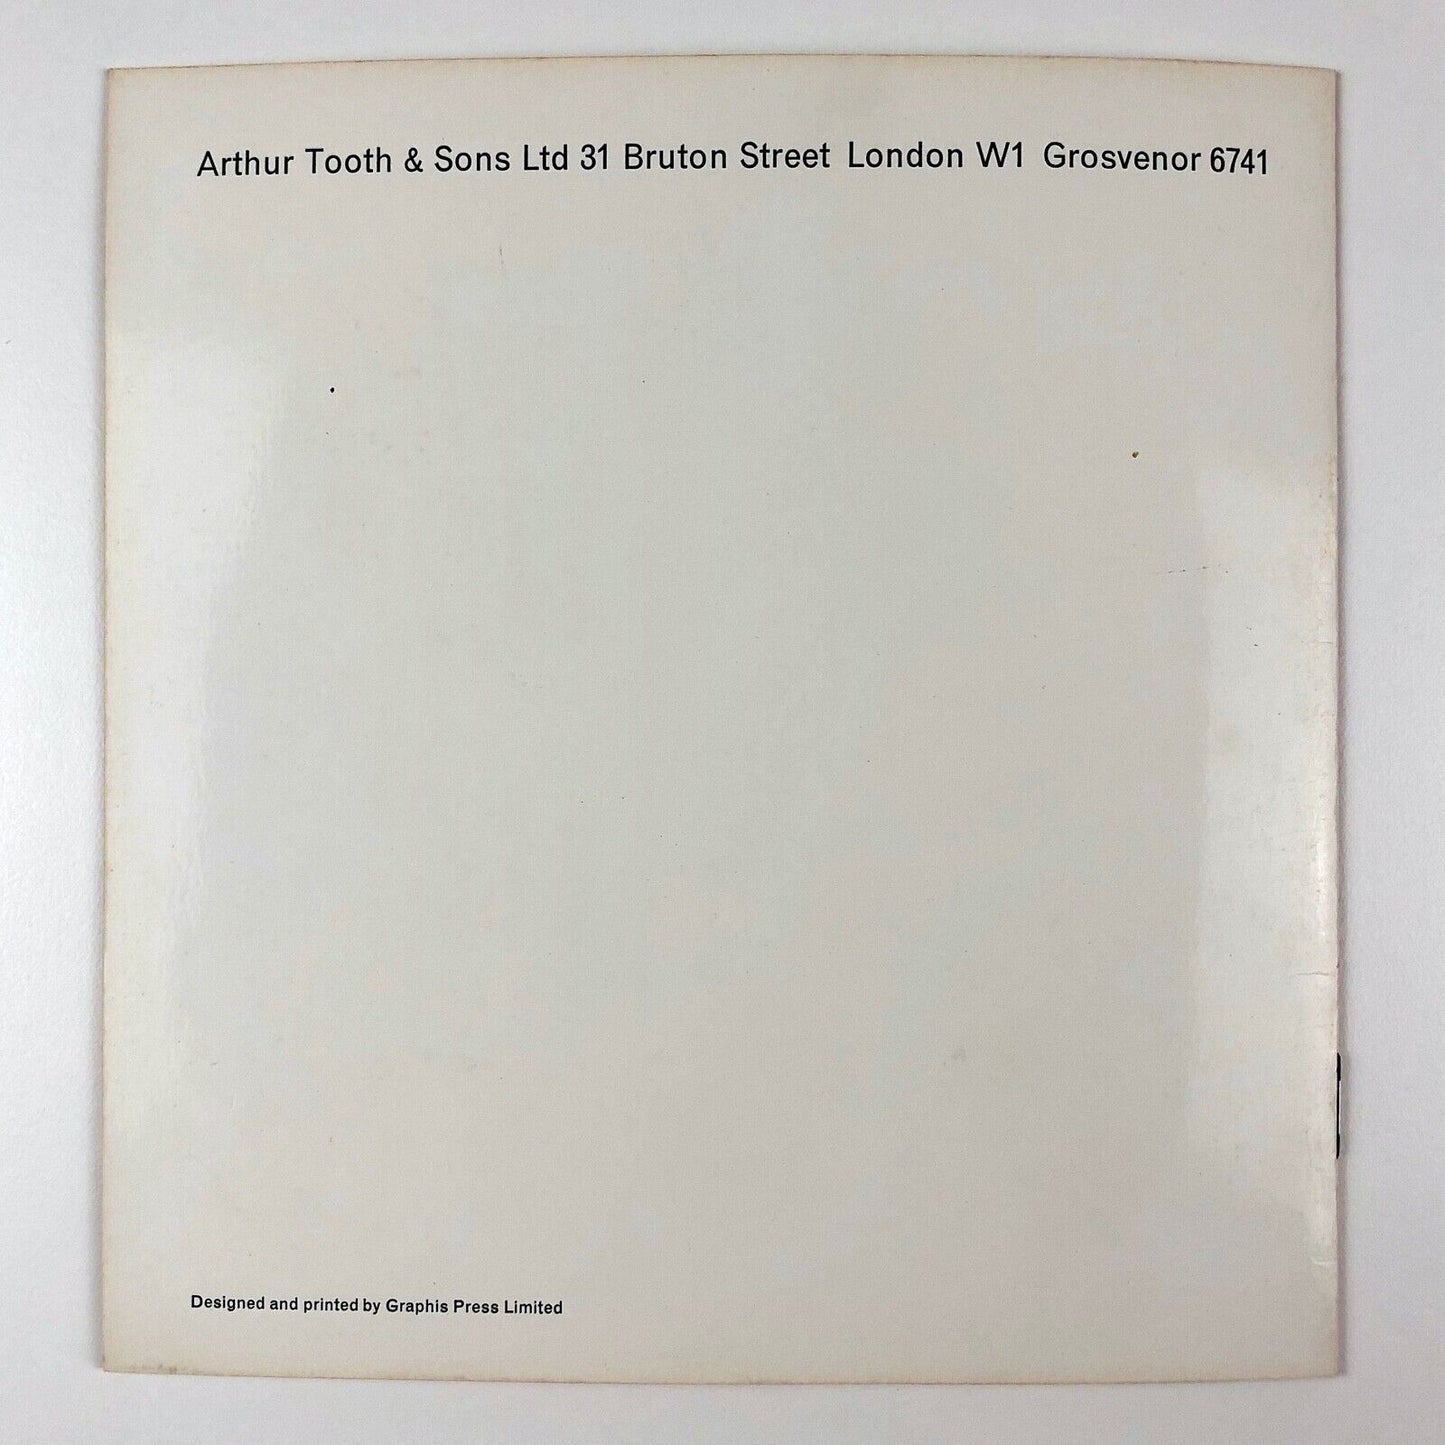 Arthur Tooth & Sons Ltd 31 Bruton Street London W1 Grosvenor 6741
Designed and printed by Graphis Press Limited